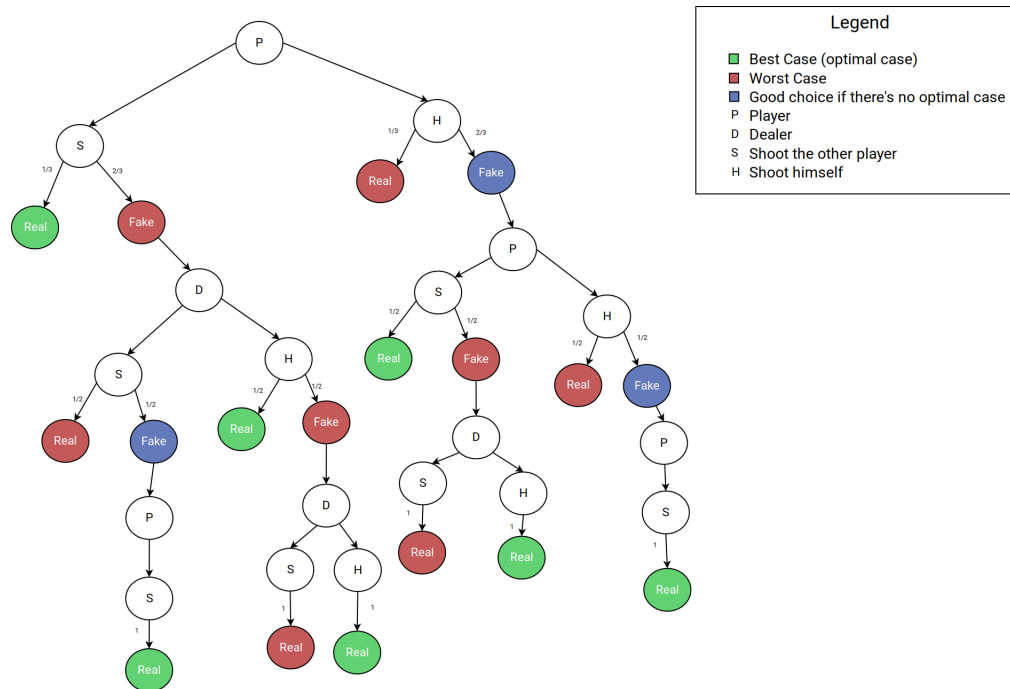 Legend
Best Case (optimal case)
Worst Case
Good choice if there's no optimal case
P Player
D Dealer
S Shoot the other player
H Shoot himself
P
H
S
1/3 2/3
1/3 2/3
Real Fake
Real Fake
P
D
S
H
1/2 1/2
1/2 1/2
S H
Real Fake
1/2 1/2
1/2 1/2
Real Fake
Real Fake
Real Fake
D
P
S H
D
P
S
1 1
S
1
Real Real
S H
Real
1 1
S
1
Real Real
Real